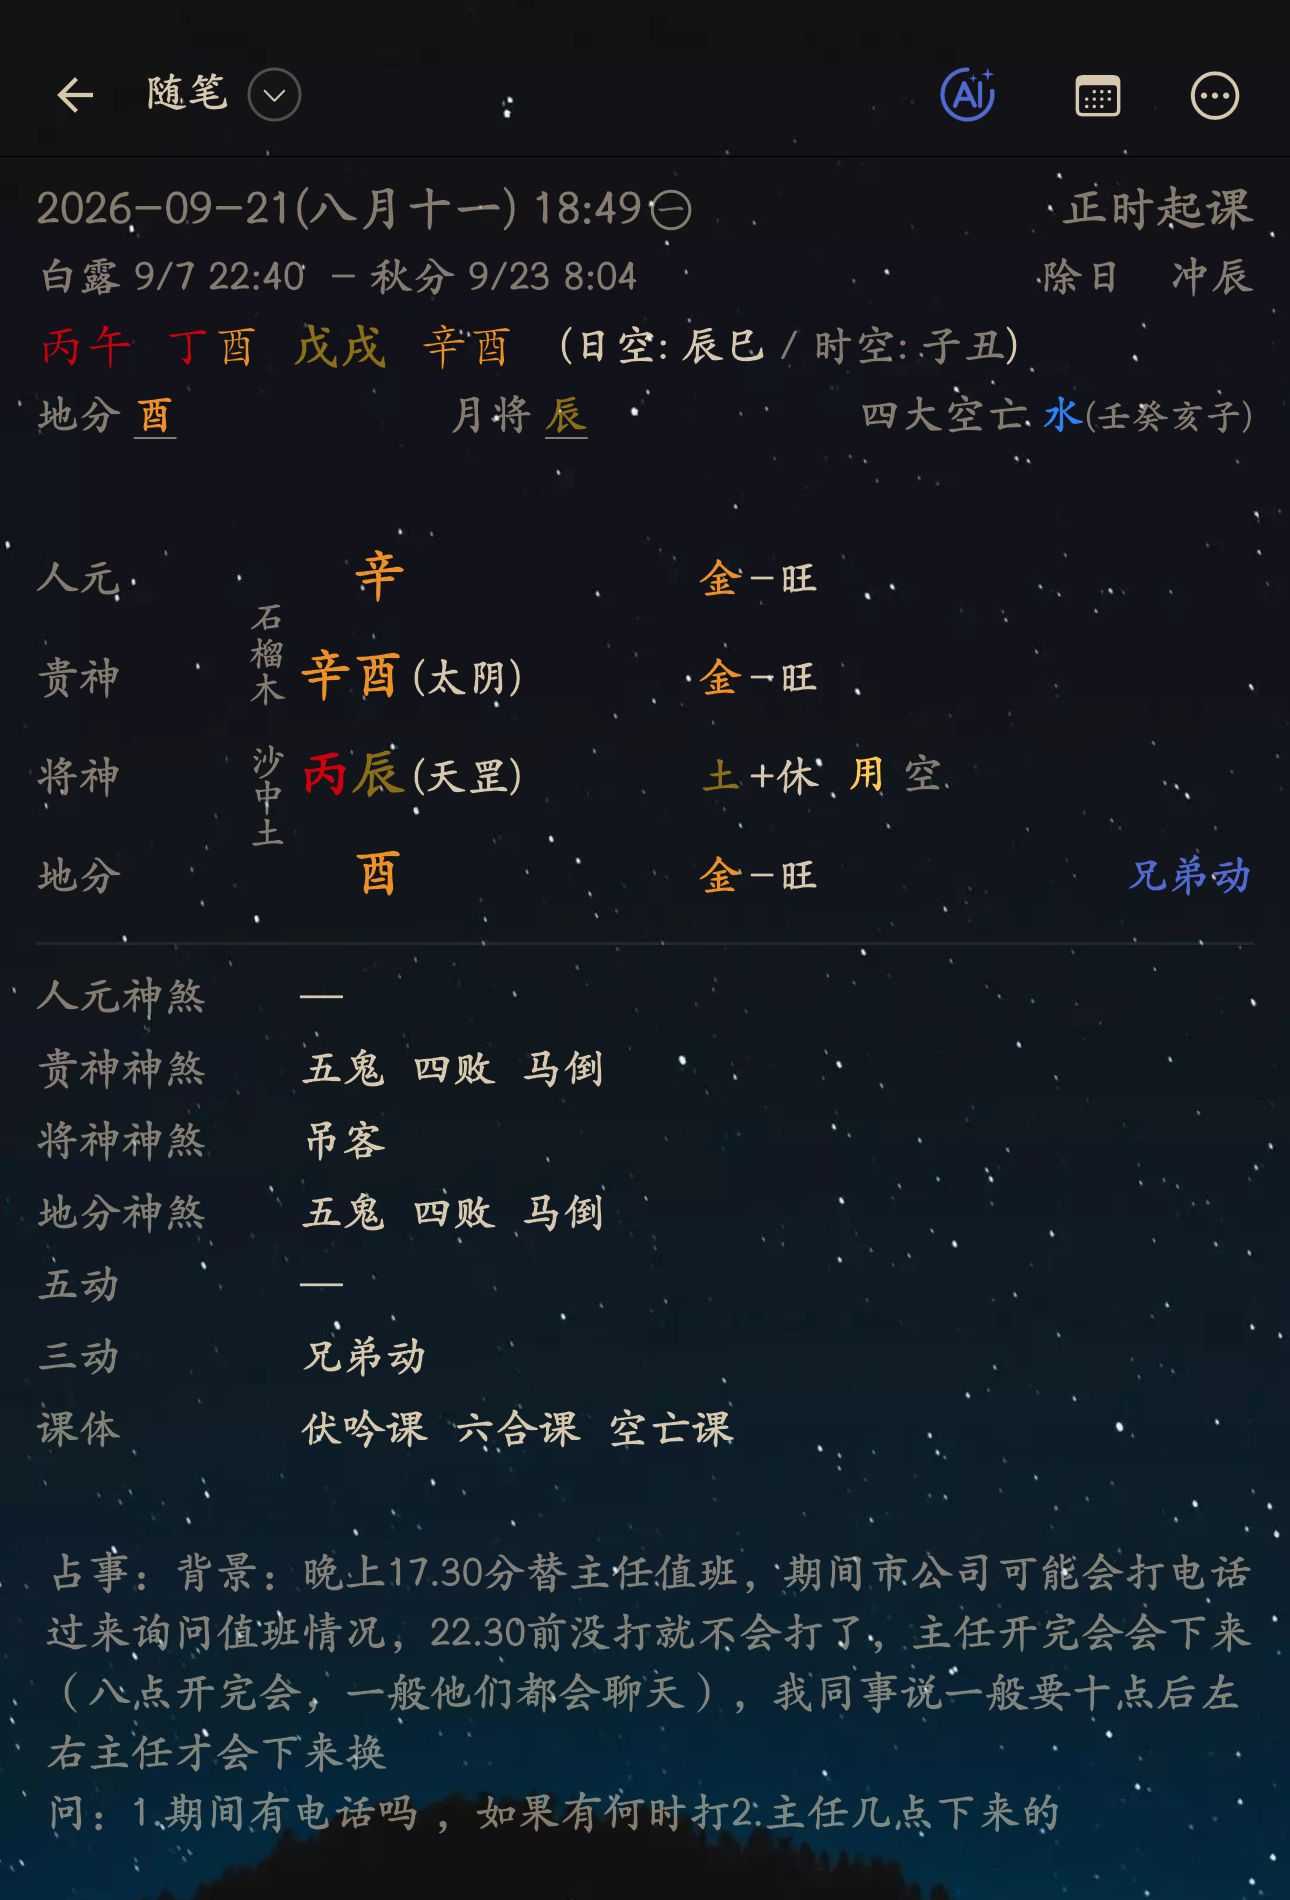 随笔
AI
2026-09-21(八月十一) 18:49㊀ 正时起课
白露 9/7 22:40 - 秋分 9/23 8:04 除日 冲辰
丙午 丁酉 戊戌 辛酉 (日空: 辰巳 / 时空: 子丑)
地分 酉 月将 辰 四大空亡 水(壬癸亥子)
人元 辛 金-旺
石榴木
贵神 辛酉(太阴) 金-旺
将神 丙辰(天罡) 土+休 用 空
沙中土
地分 酉 金-旺 兄弟动
人元神煞 —
贵神神煞 五鬼 四败 马倒
将神神煞 吊客
地分神煞 五鬼 四败 马倒
五动 —
三动 兄弟动
课体 伏吟课 六合课 空亡课
占事：背景：晚上17.30分替主任值班，期间市公司可能会打电话
过来询问值班情况，22.30前没打就不会打了，主任开完会会下来
（八点开完会，一般他们都会聊天），我同事说一般要十点后左
右主任才会下来换
问：1.期间有电话吗，如果有何时打2.主任几点下来的